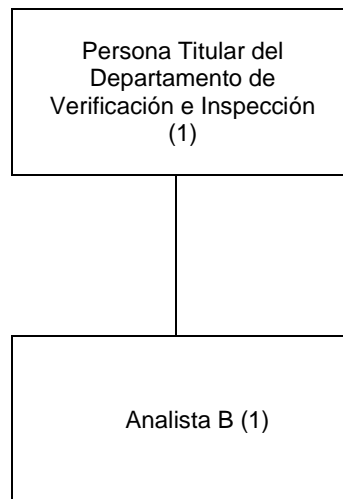 Persona Titular del
Departamento de
Verificación e Inspección
(1)
Analista B (1)